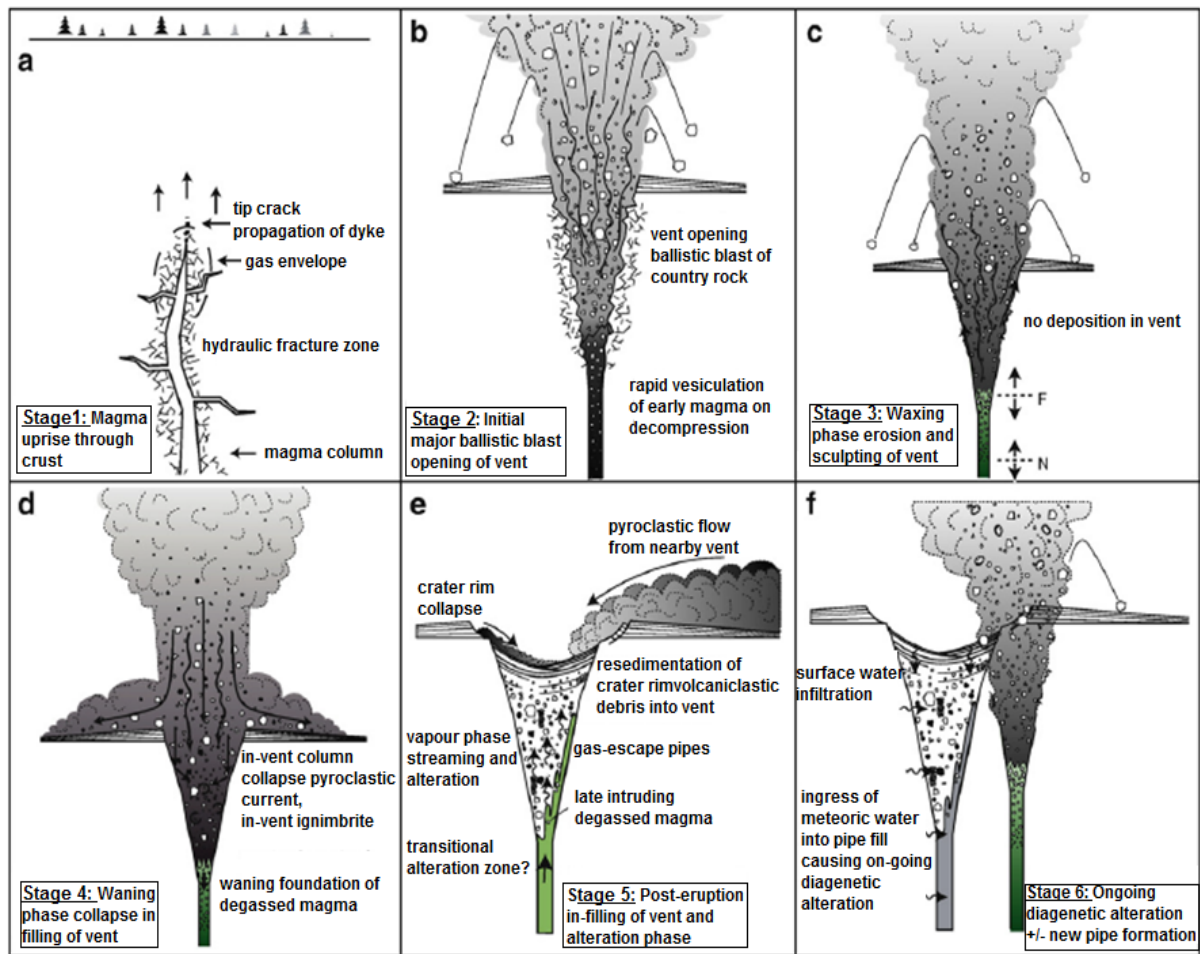 a
tip crack
propagation of dyke
gas envelope
hydraulic fracture zone
magma column
Stage1: Magma
uprise through
crust
b
vent opening
ballistic blast of
country rock
rapid vesiculation
of early magma on
decompression
Stage 2: Initial
major ballistic blast
opening of vent
c
no deposition in vent
F
N
Stage 3: Waxing
phase erosion and
sculpting of vent
d
in-vent column
collapse pyroclastic
current,
in-vent ignimbrite
waning foundation of
degassed magma
Stage 4: Waning
phase collapse in
filling of vent
e
pyroclastic flow
from nearby vent
crater rim
collapse
resedimentation of
crater rimvolcaniclastic
debris into vent
vapour phase
streaming and
alteration
gas-escape pipes
late intruding
degassed magma
transitional
alteration zone?
Stage 5: Post-eruption
in-filling of vent and
alteration phase
f
surface water
infiltration
ingress of
meteoric water
into pipe fill
causing on-going
diagenetic
alteration
Stage 6: Ongoing
diagenetic alteration
+/- new pipe formation